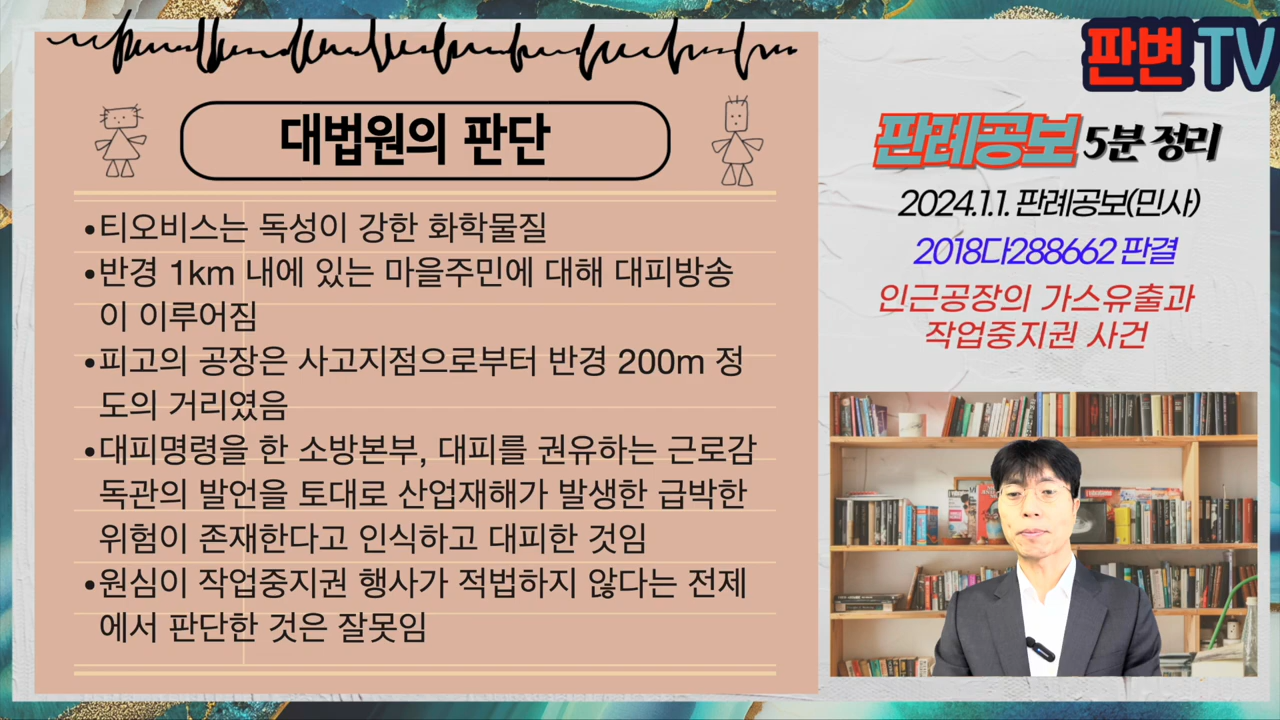 판변 TV
대법원의 판단
•티오비스는 독성이 강한 화학물질
•반경 1km 내에 있는 마을주민에 대해 대피방송
이 이루어짐
•피고의 공장은 사고지점으로부터 반경 200m 정
도의 거리였음
•대피명령을 한 소방본부, 대피를 권유하는 근로감
독관의 발언을 토대로 산업재해가 발생한 급박한
위험이 존재한다고 인식하고 대피한 것임
•원심이 작업중지권 행사가 적법하지 않다는 전제
에서 판단한 것은 잘못임
판례공보 5분 정리
2024.1.1. 판례공보(민사)
2018다288662 판결
인근공장의 가스유출과
작업중지권 사건